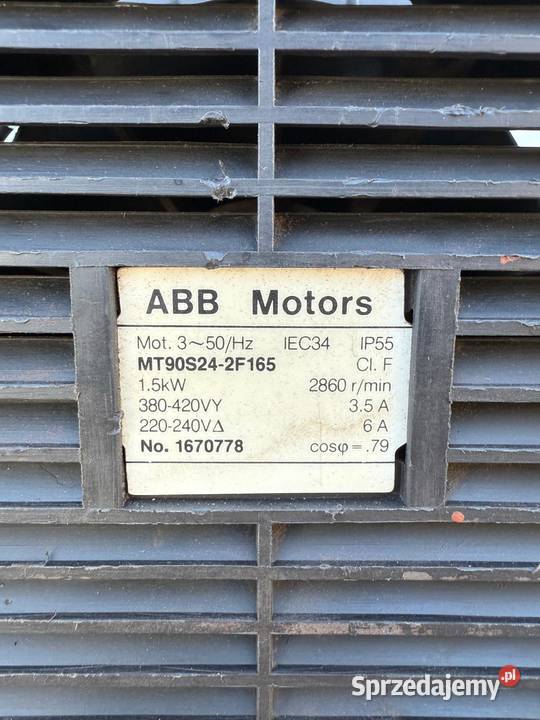 ABB Motors
Mot. 3~50/Hz IEC34 IP55
MT90S24-2F165 Cl. F
1.5kW 2860 r/min
380-420VY 3.5 A
220-240VΔ 6 A
No. 1670778 cosφ=.79
Sprzedajemy.pl